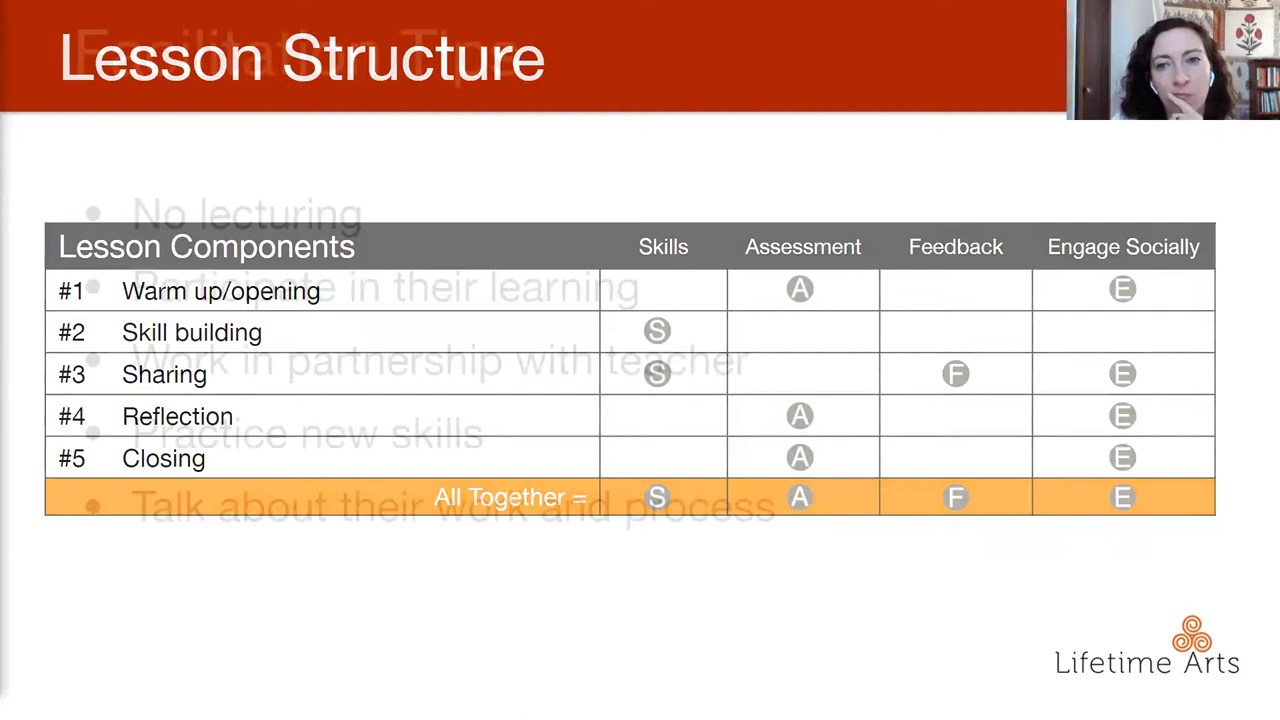 Lesson Structure
Facilitation Tips
Lesson Components Skills Assessment Feedback Engage Socially
#1 Warm up/opening A E
#2 Skill building S
#3 Sharing S F E
#4 Reflection A E
#5 Closing A E
All Together = S A F E
• No lecturing
• Participate in their learning
• Work in partnership with teacher
• Practice new skills
• Talk about their work and process
Lifetime Arts